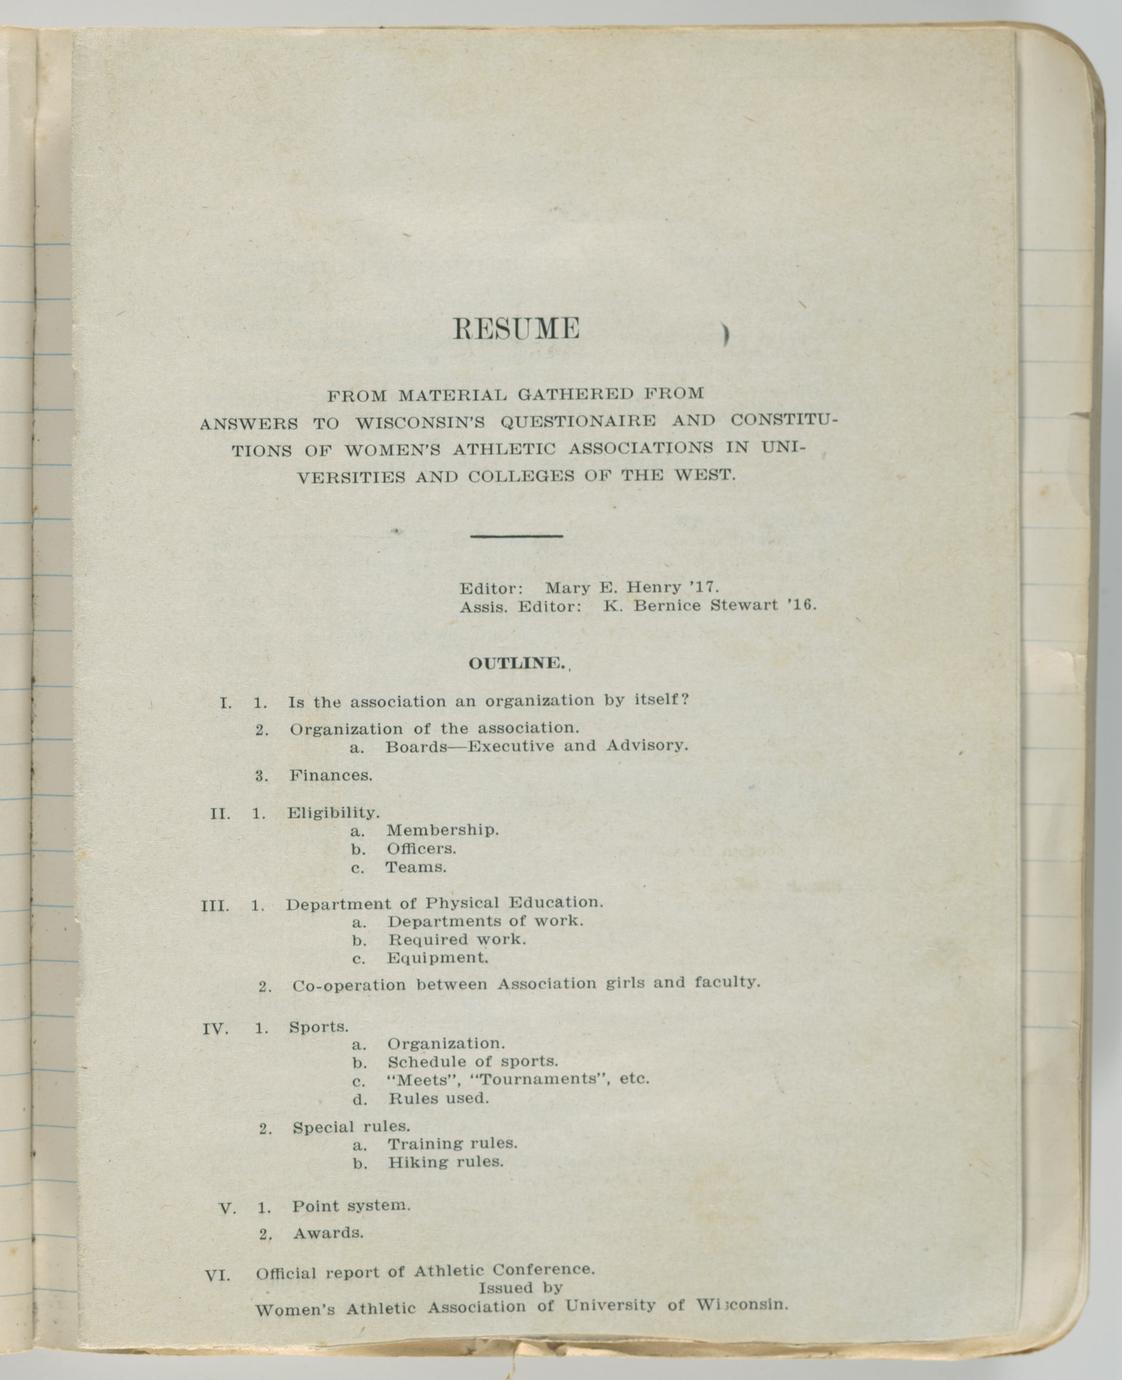 RESUME
FROM MATERIAL GATHERED FROM
ANSWERS TO WISCONSIN'S QUESTIONAIRE AND CONSTITU-
TIONS OF WOMEN'S ATHLETIC ASSOCIATIONS IN UNI-
VERSITIES AND COLLEGES OF THE WEST.
Editor: Mary E. Henry '17.
Assis. Editor: K. Bernice Stewart '16.
OUTLINE.
I. 1. Is the association an organization by itself?
2. Organization of the association.
a. Boards—Executive and Advisory.
3. Finances.
II. 1. Eligibility.
a. Membership.
b. Officers.
c. Teams.
III. 1. Department of Physical Education.
a. Departments of work.
b. Required work.
c. Equipment.
2. Co-operation between Association girls and faculty.
IV. 1. Sports.
a. Organization.
b. Schedule of sports.
c. "Meets", "Tournaments", etc.
d. Rules used.
2. Special rules.
a. Training rules.
b. Hiking rules.
V. 1. Point system.
2. Awards.
VI. Official report of Athletic Conference.
Issued by
Women's Athletic Association of University of Wisconsin.